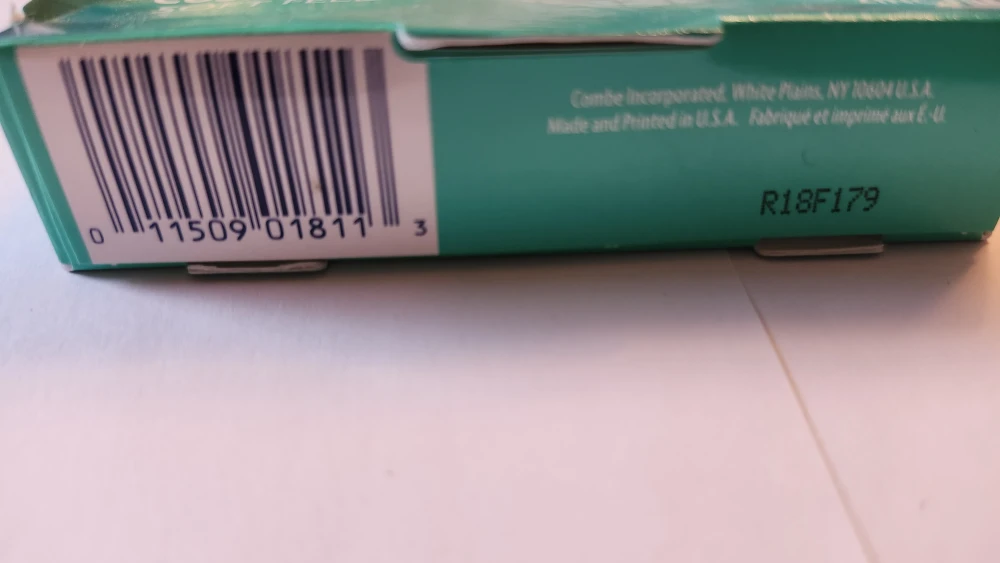 Combe Incorporated. White Plains, NY 10604 U.S.A.
Made and Printed in U.S.A. Fabriqué et imprimé aux É.-U.
R18F179
0 11509 01811 3